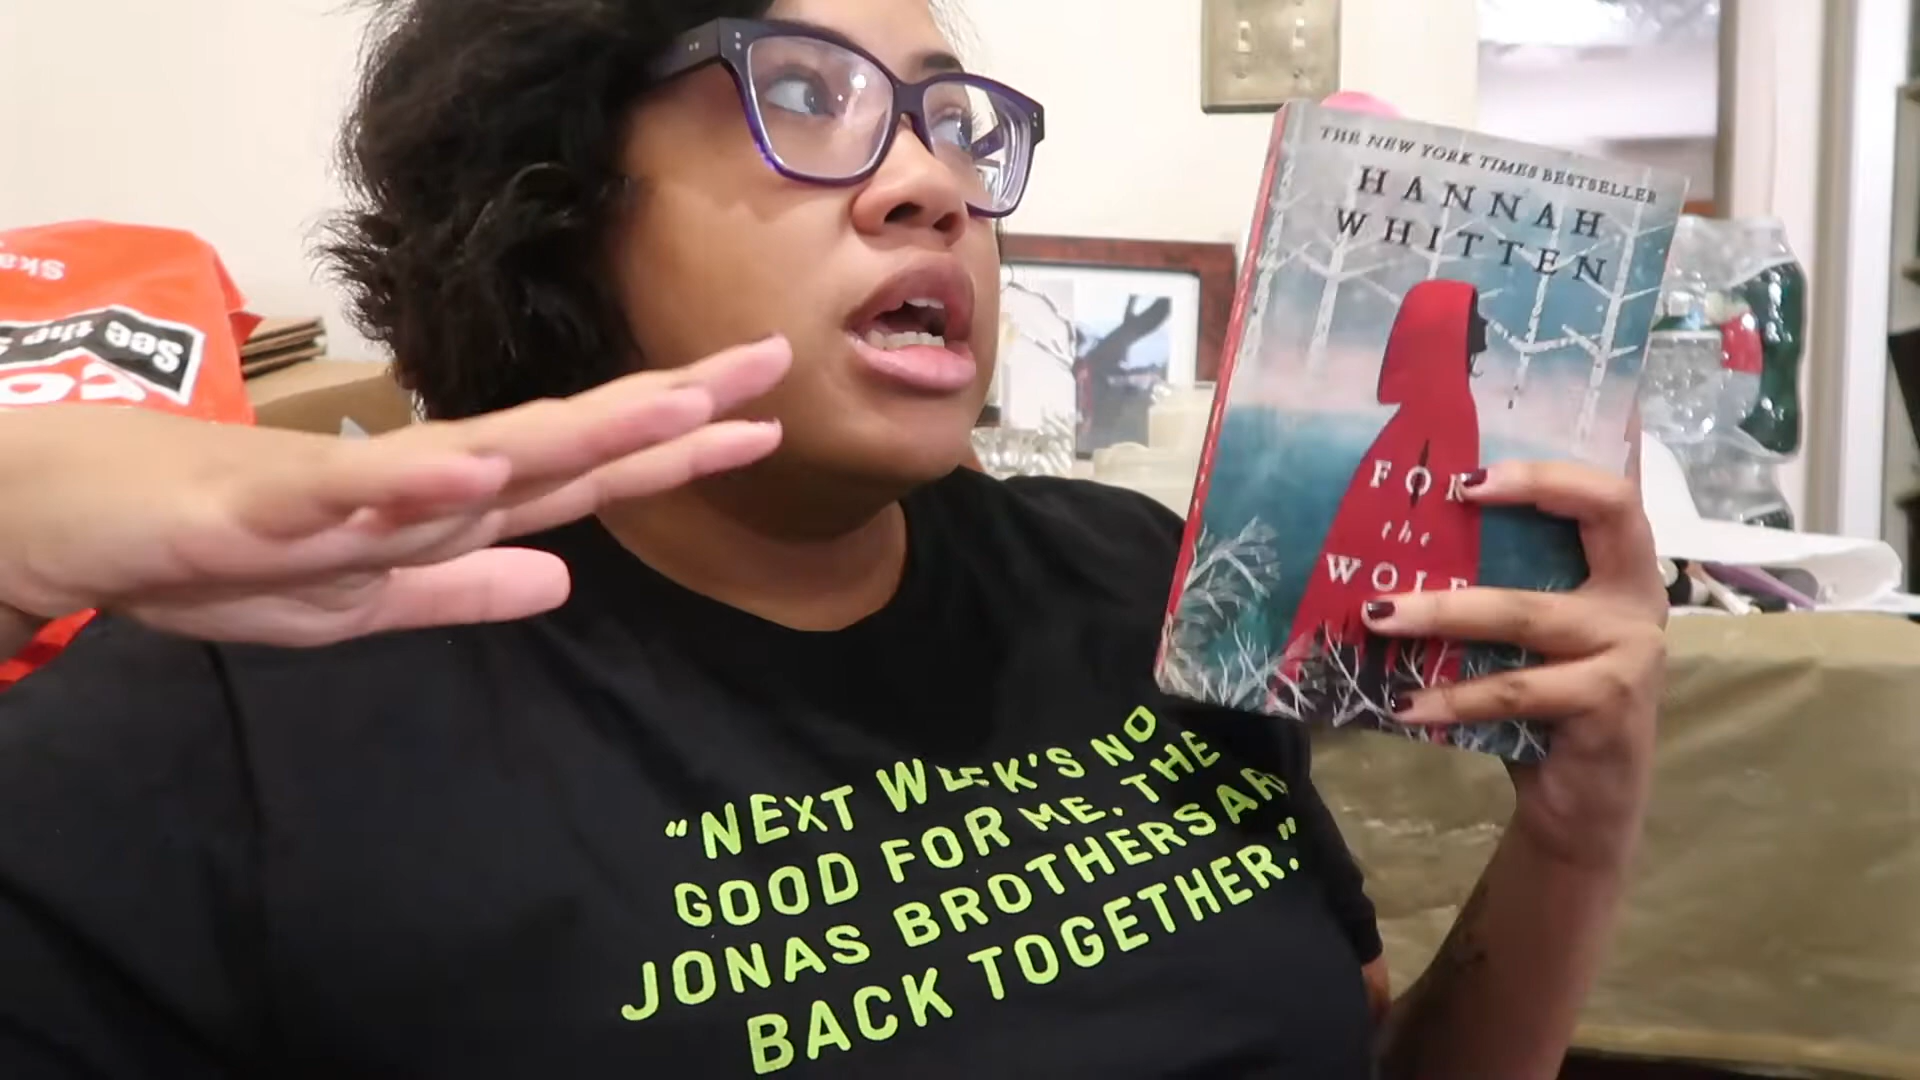 THE NEW YORK TIMES BESTSELLER
HANNAH
WHITTEN
FOR
the
WOLF
"NEXT WEEK'S NO
GOOD FOR ME. THE
JONAS BROTHERS ARE
BACK TOGETHER."
See the